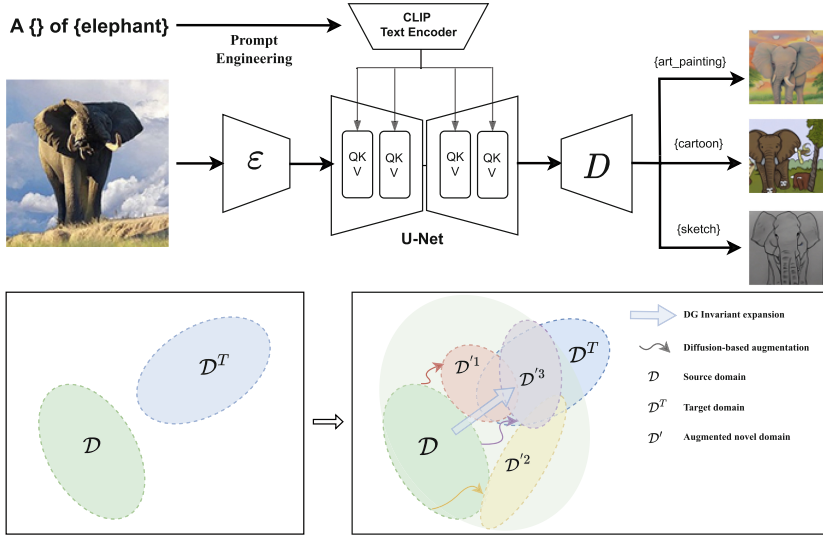 A {} of {elephant}
Prompt
Engineering
CLIP
Text Encoder
{art_painting}
ε
QK
V
QK
V
QK
V
QK
V
D
{cartoon}
U-Net
{sketch}
𝒟
𝒟^T
𝒟'1
𝒟'3
𝒟^T
𝒟
𝒟'2
DG Invariant expansion
Diffusion-based augmentation
𝒟 Source domain
𝒟^T Target domain
𝒟' Augmented novel domain